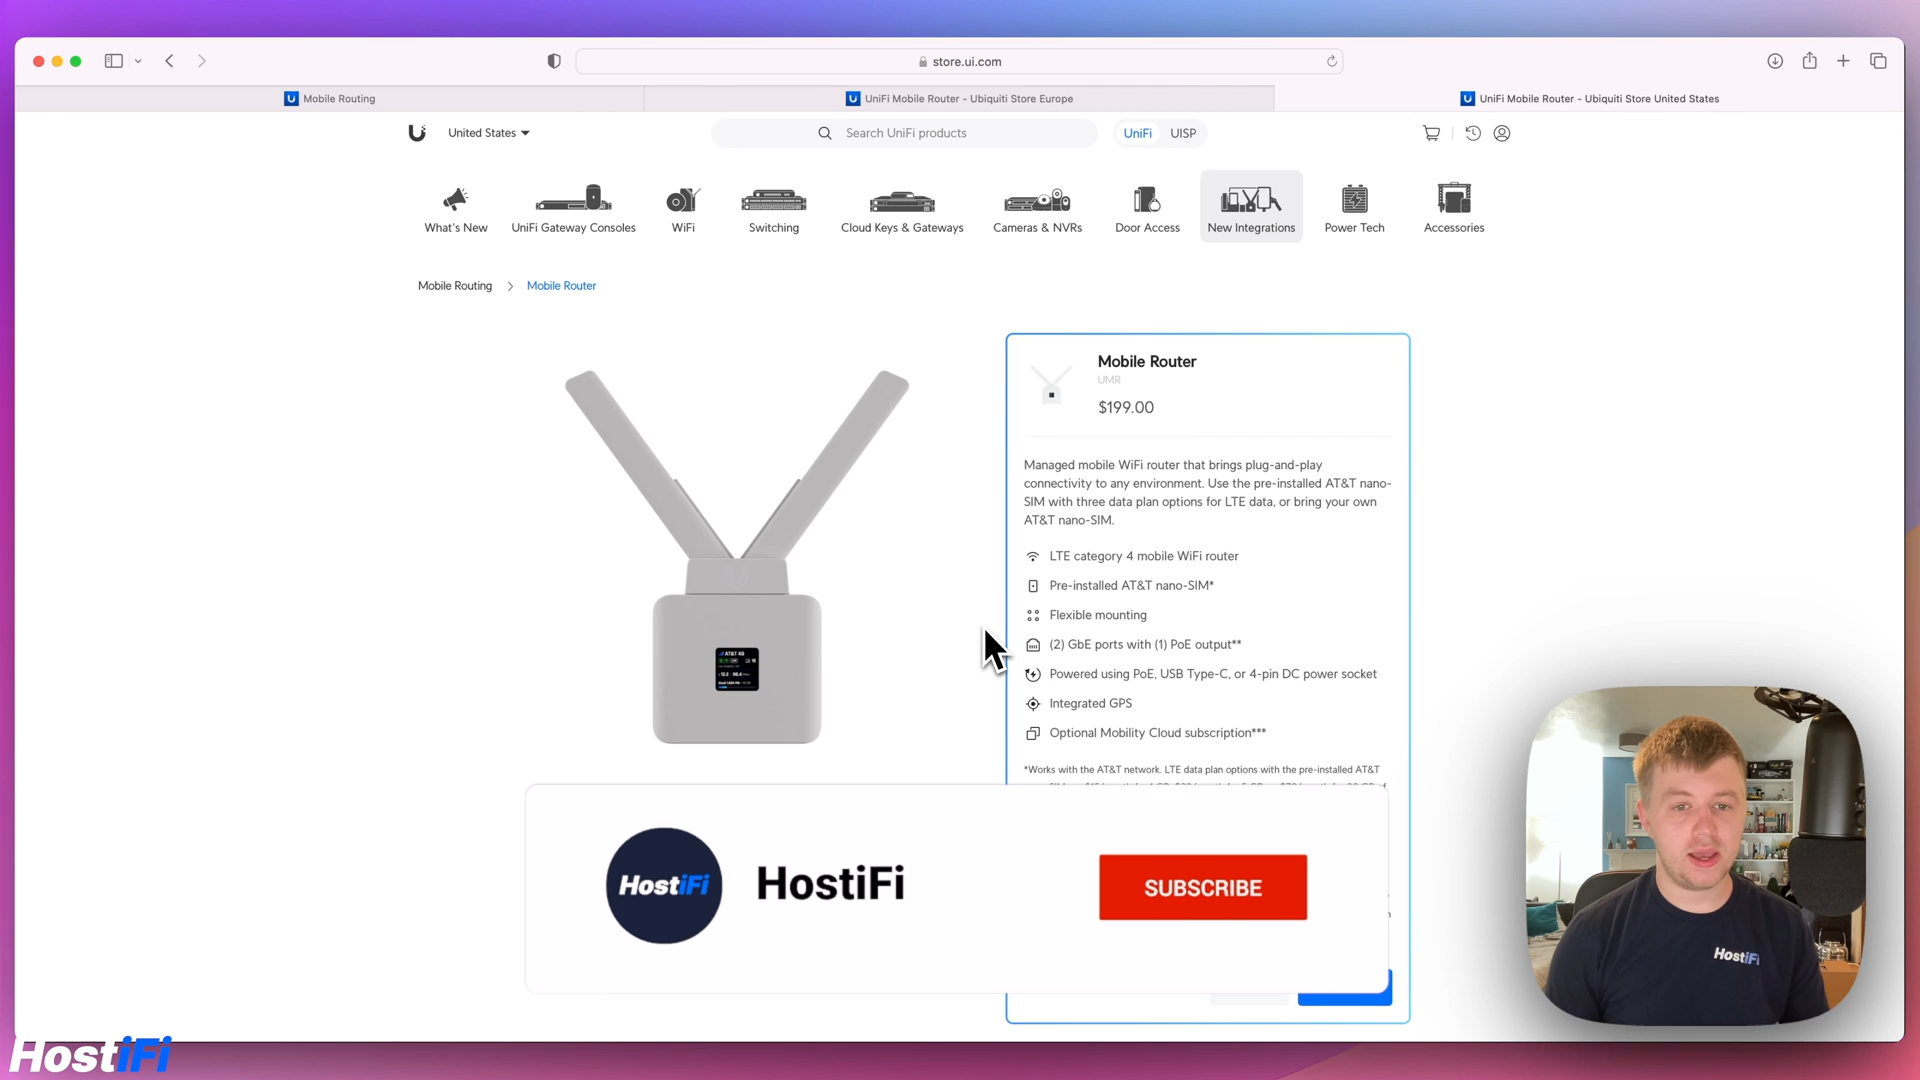 store.ui.com
Mobile Routing
UniFi Mobile Router - Ubiquiti Store Europe
UniFi Mobile Router - Ubiquiti Store United States
United States
Search UniFi products
UniFi
UISP
What's New
UniFi Gateway Consoles
WiFi
Switching
Cloud Keys & Gateways
Cameras & NVRs
Door Access
New Integrations
Power Tech
Accessories
Mobile Routing
Mobile Router
Mobile Router
UMR
$199.00
Managed mobile WiFi router that brings plug-and-play
connectivity to any environment. Use the pre-installed AT&T nano-
SIM with three data plan options for LTE data, or bring your own
AT&T nano-SIM.
LTE category 4 mobile WiFi router
Pre-installed AT&T nano-SIM*
Flexible mounting
(2) GbE ports with (1) PoE output**
Powered using PoE, USB Type-C, or 4-pin DC power socket
Integrated GPS
Optional Mobility Cloud subscription***
*Works with the AT&T network. LTE data plan options with the pre-installed AT&T
AT&T 4G
HostiFi
HostiFi
SUBSCRIBE
HostiFi
HostiFi